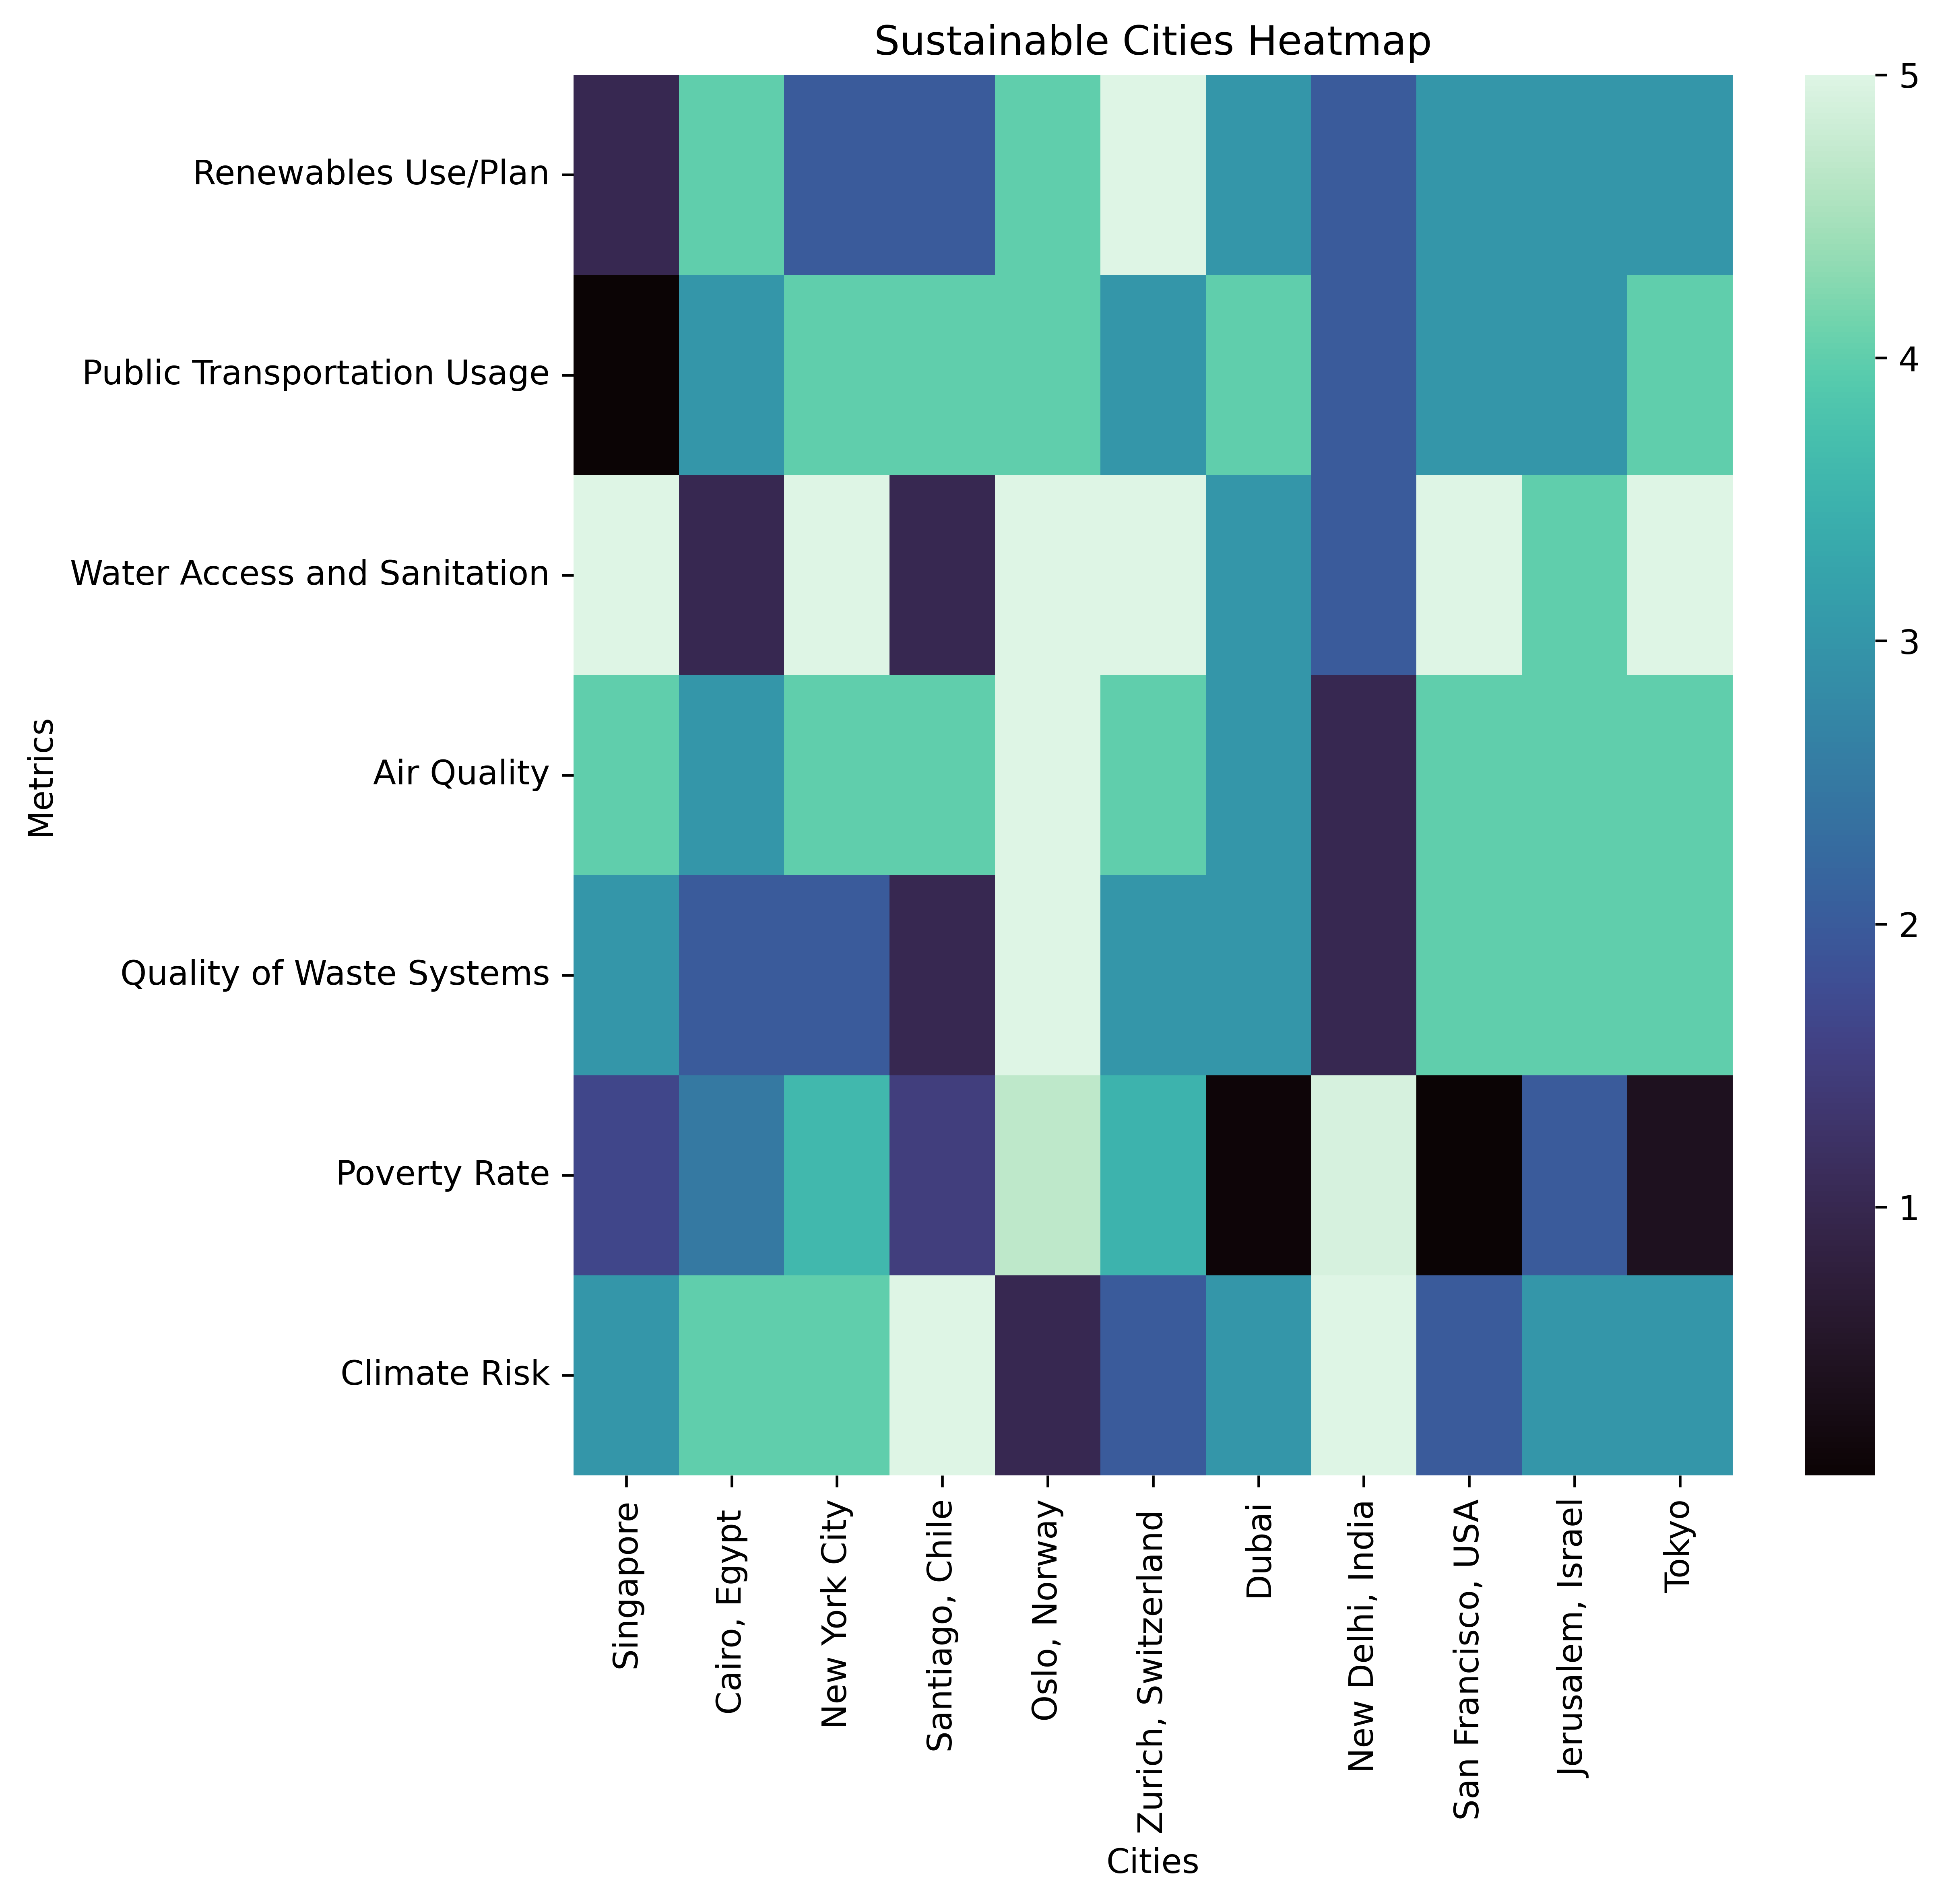 Sustainable Cities Heatmap
Renewables Use/Plan
Public Transportation Usage
Water Access and Sanitation
Air Quality
Quality of Waste Systems
Poverty Rate
Climate Risk
Metrics
Singapore
Cairo, Egypt
New York City
Santiago, Chile
Oslo, Norway
Zurich, Switzerland
Dubai
New Delhi, India
San Francisco, USA
Jerusalem, Israel
Tokyo
Cities
5
4
3
2
1